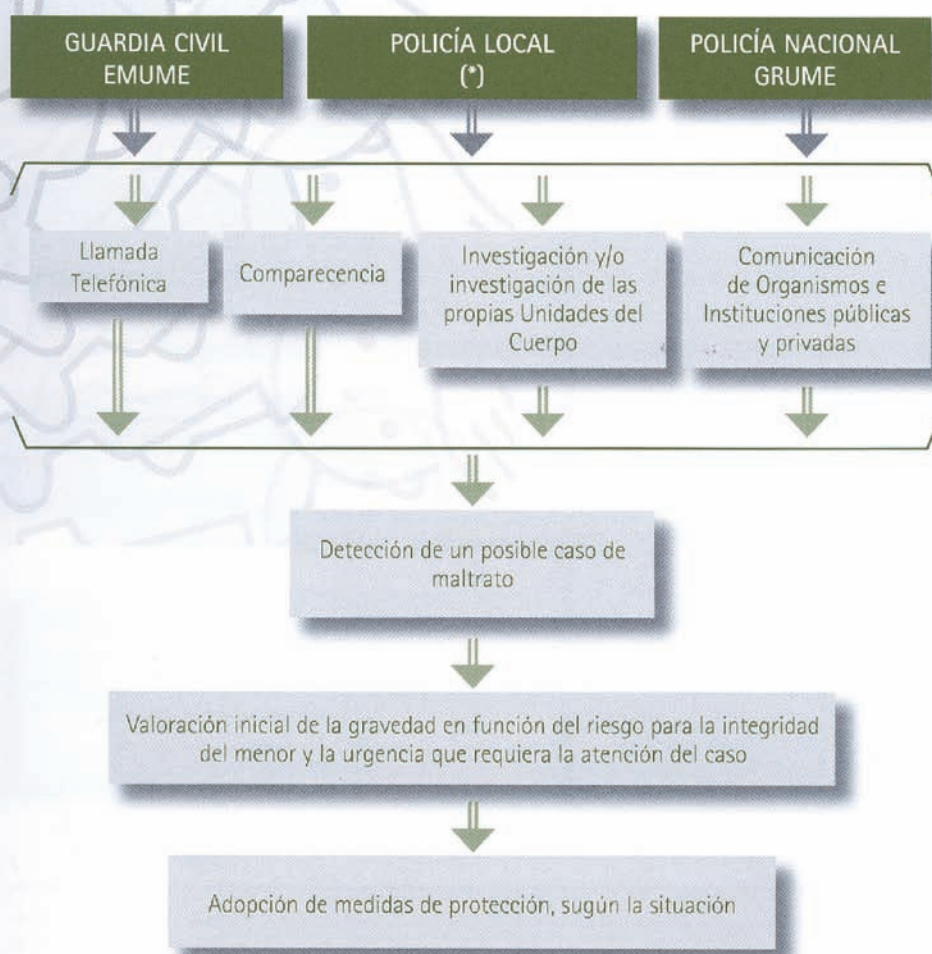 GUARDIA CIVIL
EMUME
POLICÍA LOCAL
(*)
POLICÍA NACIONAL
GRUME
Llamada
Telefónica
Comparecencia
Investigación y/o
investigación de las
propias Unidades del
Cuerpo
Comunicación
de Organismos e
Instituciones públicas
y privadas
Detección de un posible caso de
maltrato
Valoración inicial de la gravedad en función del riesgo para la integridad
del menor y la urgencia que requiera la atención del caso
Adopción de medidas de protección, sugún la situación